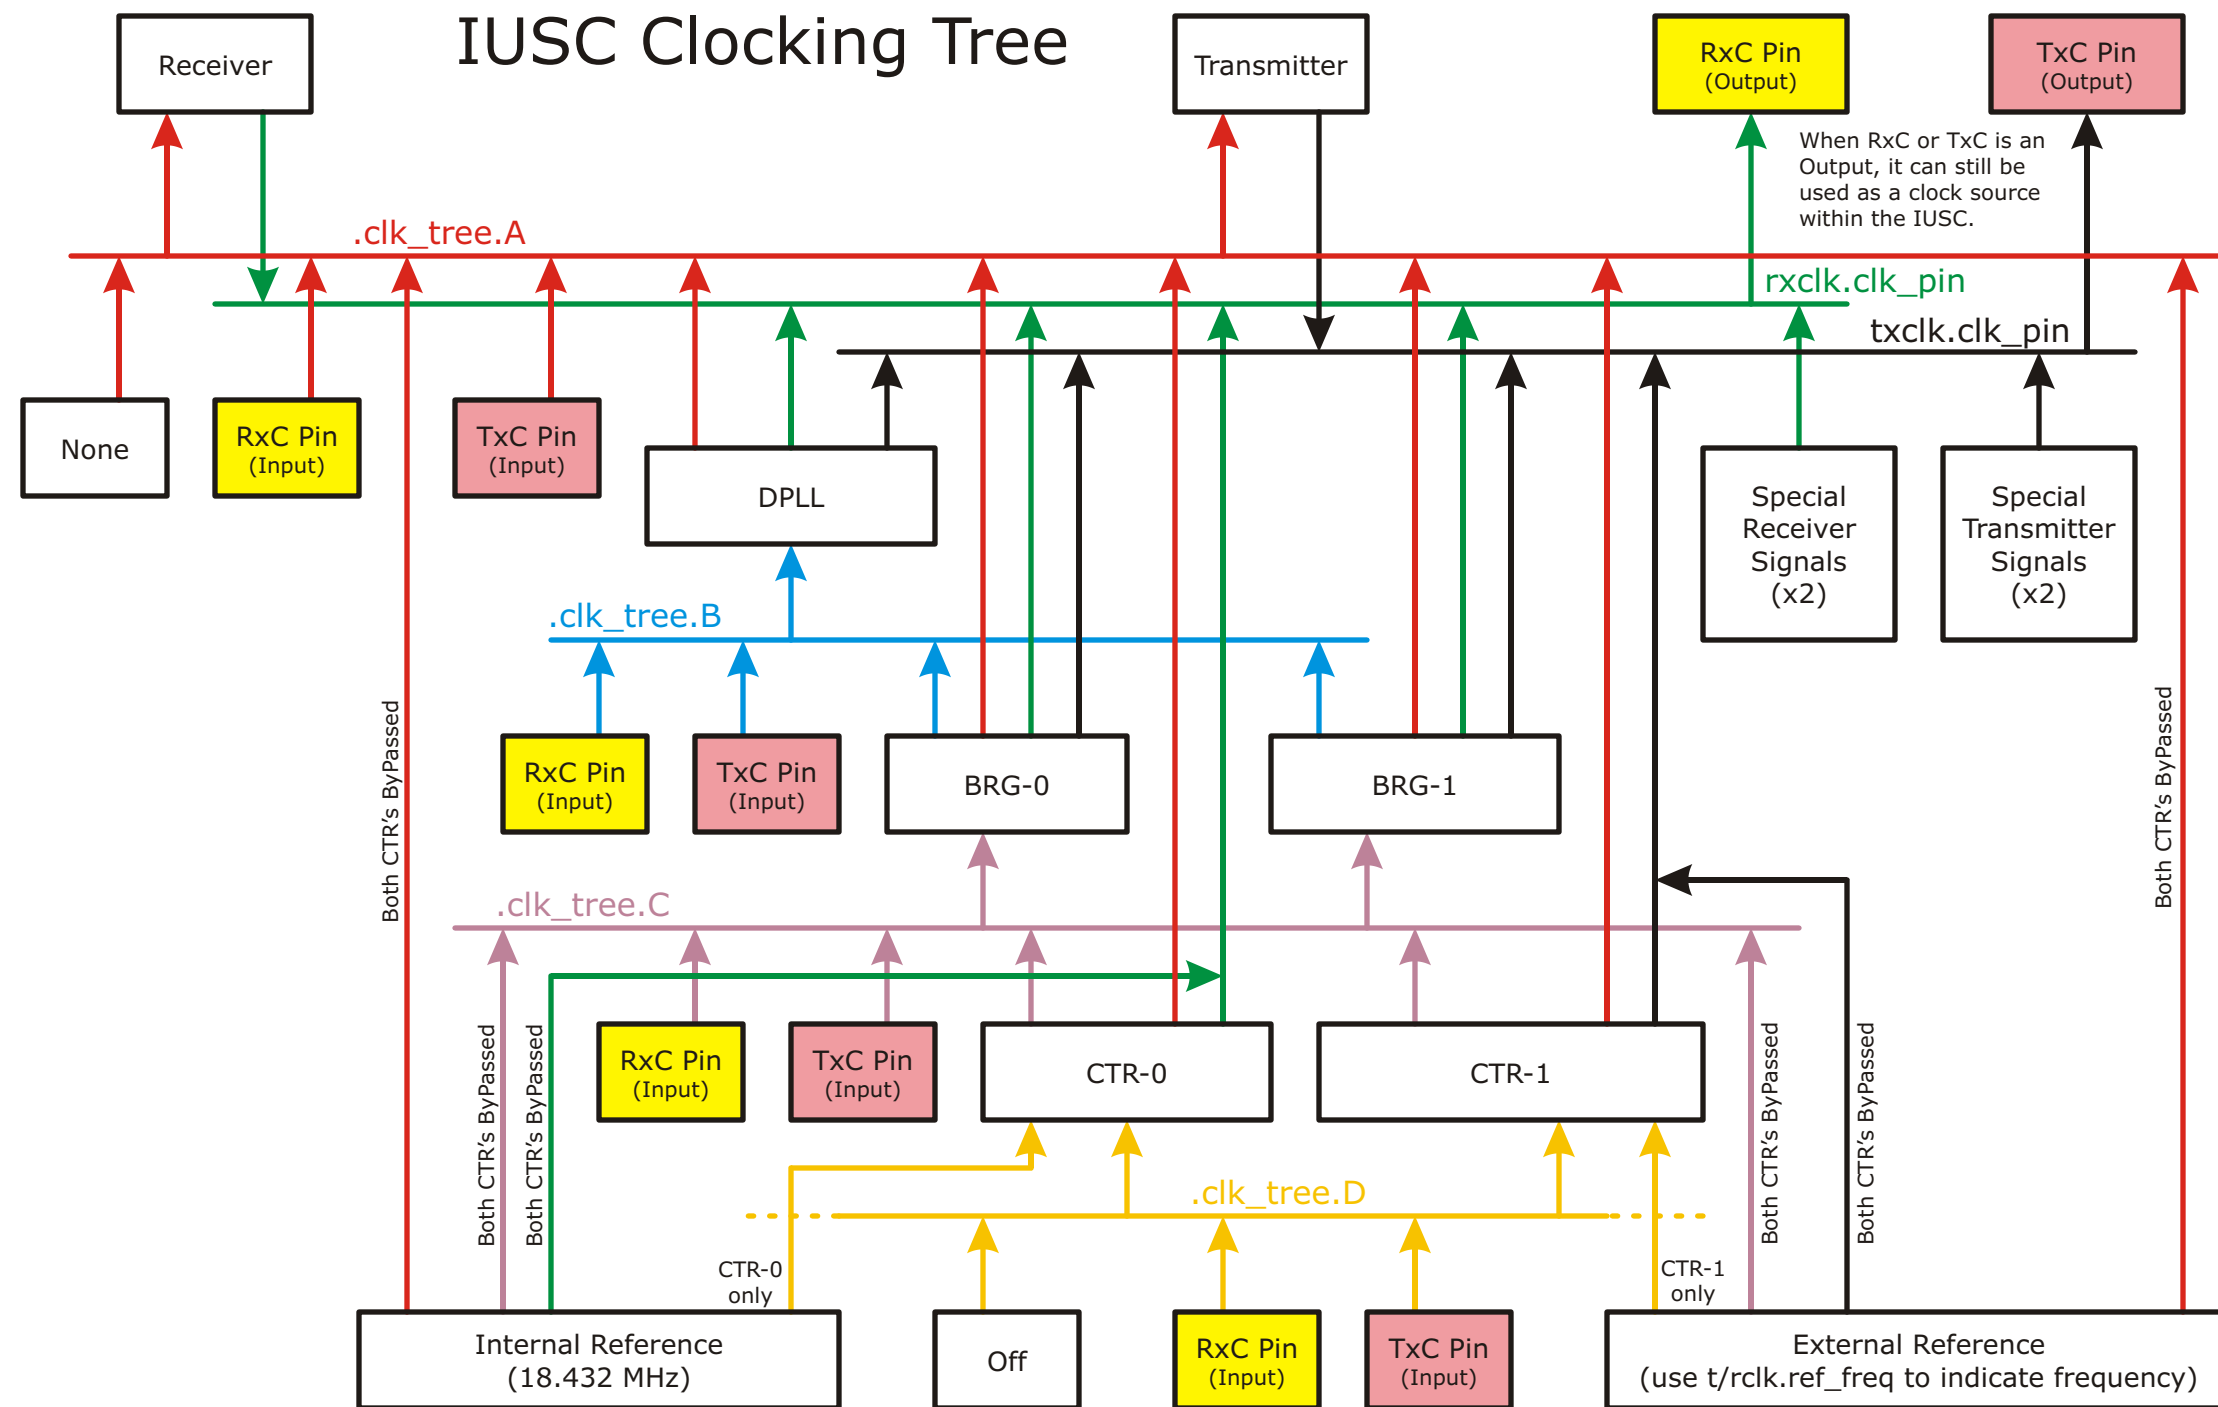 IUSC Clocking Tree
Receiver
Transmitter
RxC Pin
(Output)
TxC Pin
(Output)
When RxC or TxC is an
Output, it can still be
used as a clock source
within the IUSC.
.clk_tree.A
rxclk.clk_pin
txclk.clk_pin
None
RxC Pin
(Input)
TxC Pin
(Input)
DPLL
Special
Receiver
Signals
(x2)
Special
Transmitter
Signals
(x2)
.clk_tree.B
Both CTR's ByPassed
Both CTR's ByPassed
RxC Pin
(Input)
TxC Pin
(Input)
BRG-0
BRG-1
.clk_tree.C
Both CTR's ByPassed
Both CTR's ByPassed
RxC Pin
(Input)
TxC Pin
(Input)
CTR-0
CTR-1
Both CTR's ByPassed
Both CTR's ByPassed
.clk_tree.D
CTR-0
only
CTR-1
only
Internal Reference
(18.432 MHz)
Off
RxC Pin
(Input)
TxC Pin
(Input)
External Reference
(use t/rclk.ref_freq to indicate frequency)